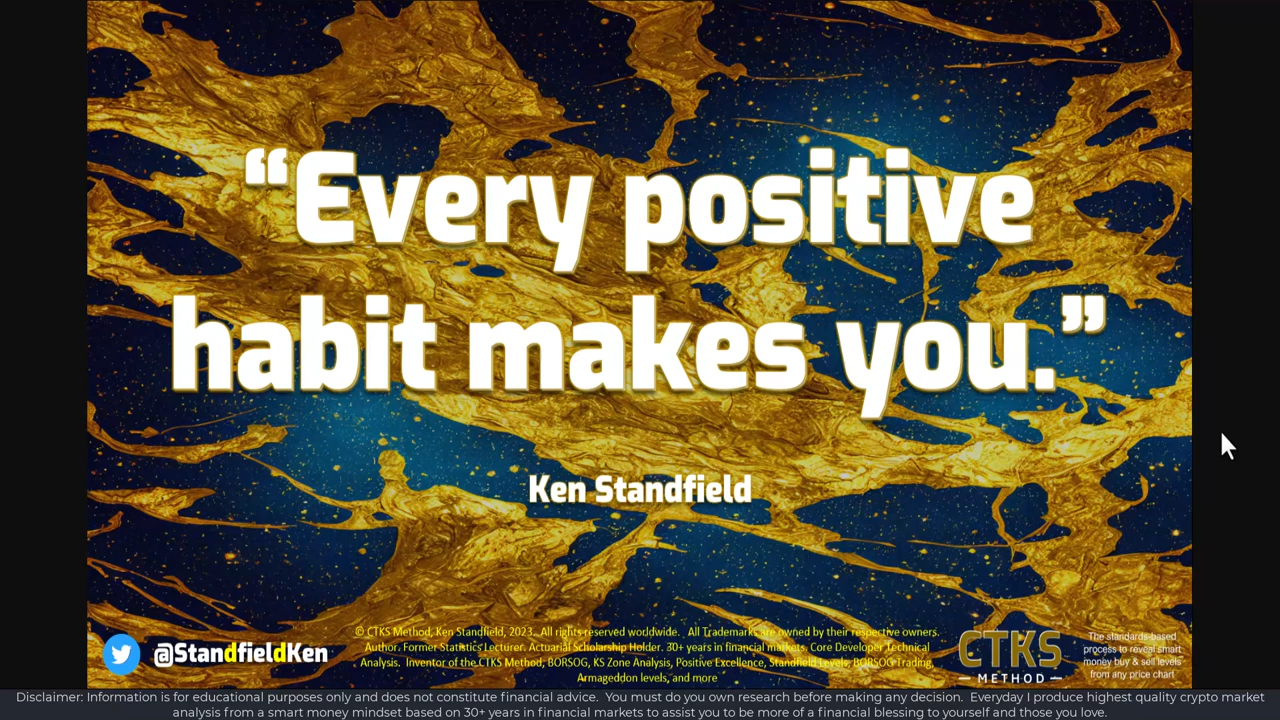 “Every positive
habit makes you.”
Ken Standfield
@StandfieldKen
© CTKS Method, Ken Standfield, 2023. All rights reserved worldwide. All Trademarks are owned by their respective owners.
Author. Former Statistics Lecturer. Actuarial Scholarship Holder. 30+ years in financial markets. Core Developer Technical
Analysis. Inventor of the CTKS Method, BORSOG, KS Zone Analysis, Positive Excellence, Standfield Levels, BORSOG Trading,
Armageddon levels, and more
CTKS
METHOD
The standards-based
process to reveal smart
money buy & sell levels
from any price chart
Disclaimer: Information is for educational purposes only and does not constitute financial advice. You must do you own research before making any decision. Everyday I produce highest quality crypto market
analysis from a smart money mindset based on 30+ years in financial markets to assist you to be more of a financial blessing to yourself and those you love.